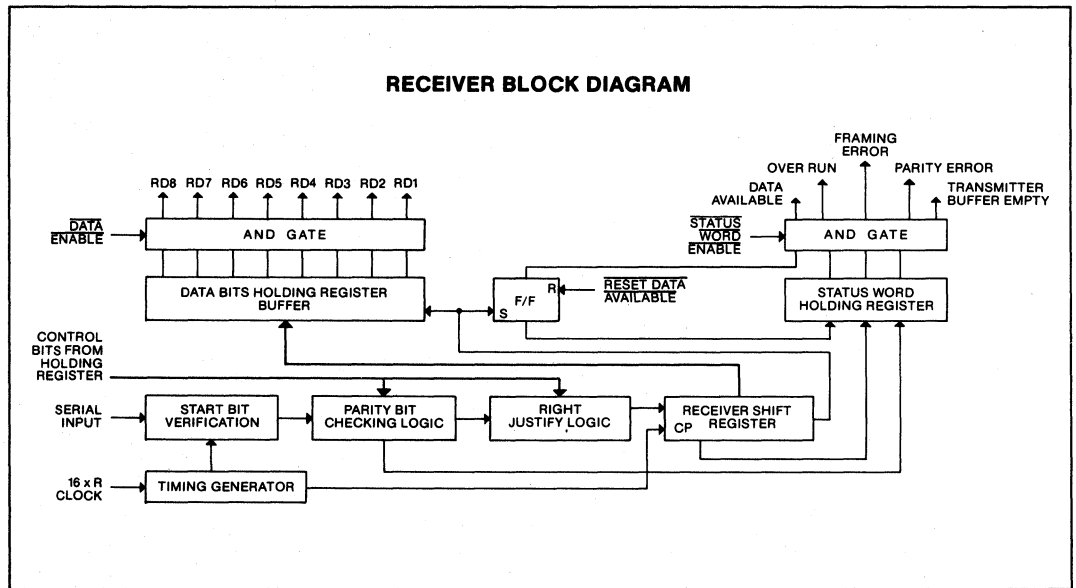 RECEIVER BLOCK DIAGRAM
FRAMING
ERROR
OVER RUN
PARITY ERROR
DATA
AVAILABLE
TRANSMITTER
BUFFER EMPTY
RD8 RD7 RD6 RD5 RD4 RD3 RD2 RD1
DATA
ENABLE
AND GATE
STATUS
WORD
ENABLE
AND GATE
DATA BITS HOLDING REGISTER
BUFFER
F/F
R
S
RESET DATA
AVAILABLE
STATUS WORD
HOLDING REGISTER
CONTROL
BITS FROM
HOLDING
REGISTER
SERIAL
INPUT
START BIT
VERIFICATION
PARITY BIT
CHECKING LOGIC
RIGHT
JUSTIFY LOGIC
RECEIVER SHIFT
REGISTER
CP
16 x R
CLOCK
TIMING GENERATOR